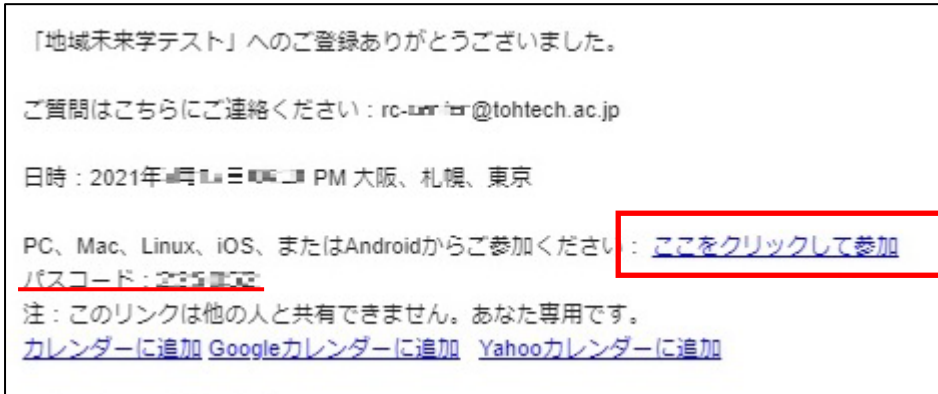 「地域未来学テスト」へのご登録ありがとうございました。
ご質問はこちらにご連絡ください：rc- @tohtech.ac.jp
日時：2021年 PM 大阪、札幌、東京
PC、Mac、Linux、iOS、またはAndroidからご参加ください： ここをクリックして参加
パスコード：
注：このリンクは他の人と共有できません。あなた専用です。
カレンダーに追加 Googleカレンダーに追加 Yahooカレンダーに追加